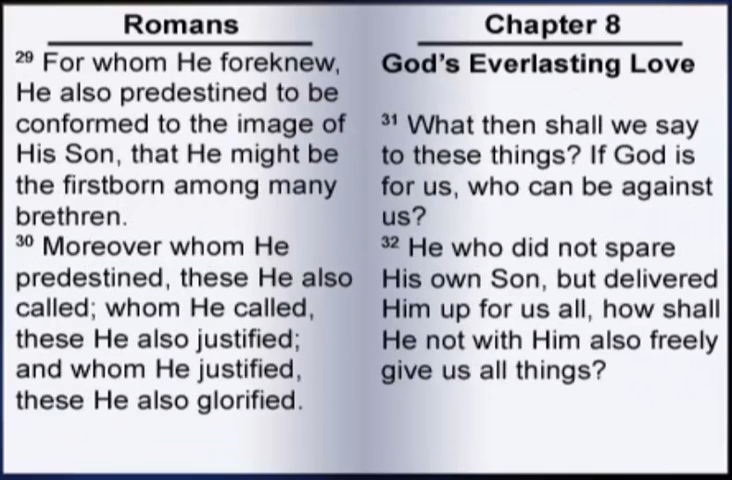 Romans
29 For whom He foreknew,
He also predestined to be
conformed to the image of
His Son, that He might be
the firstborn among many
brethren.
30 Moreover whom He
predestined, these He also
called; whom He called,
these He also justified;
and whom He justified,
these He also glorified.
Chapter 8
God's Everlasting Love
31 What then shall we say
to these things? If God is
for us, who can be against
us?
32 He who did not spare
His own Son, but delivered
Him up for us all, how shall
He not with Him also freely
give us all things?